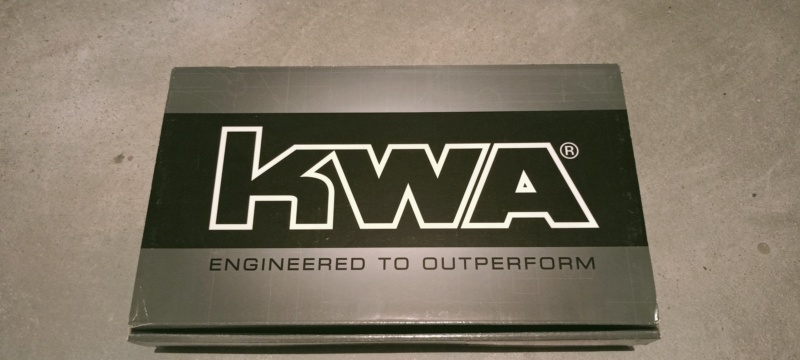 KWA®
ENGINEERED TO OUTPERFORM